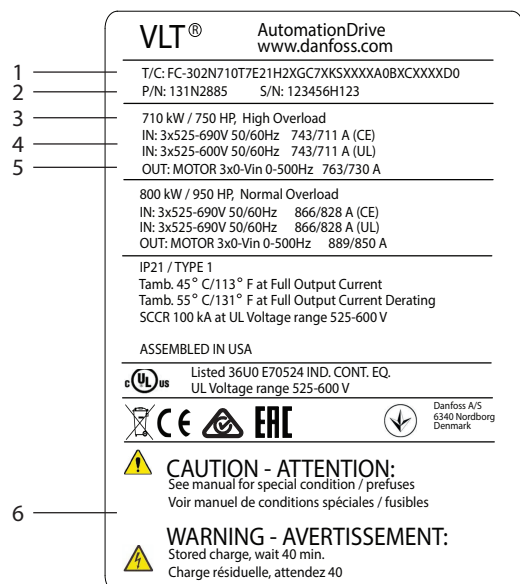 VLT® AutomationDrive
www.danfoss.com
1 T/C: FC-302N710T7E21H2XGC7XKSXXXXA0BXCXXXXD0
2 P/N: 131N2885 S/N: 123456H123
3 710 kW / 750 HP, High Overload
4 IN: 3x525-690V 50/60Hz 743/711 A (CE)
IN: 3x525-600V 50/60Hz 743/711 A (UL)
5 OUT: MOTOR 3x0-Vin 0-500Hz 763/730 A
800 kW / 950 HP, Normal Overload
IN: 3x525-690V 50/60Hz 866/828 A (CE)
IN: 3x525-690V 50/60Hz 866/828 A (UL)
OUT: MOTOR 3x0-Vin 0-500Hz 889/850 A
IP21 / TYPE 1
Tamb. 45° C/113° F at Full Output Current
Tamb. 55° C/131° F at Full Output Current Derating
SCCR 100 kA at UL Voltage range 525-600 V
ASSEMBLED IN USA
c UL us Listed 36U0 E70524 IND. CONT. EQ.
UL Voltage range 525-600 V
CE EAC
Danfoss A/S
6340 Nordborg
Denmark
CAUTION - ATTENTION:
See manual for special condition / prefuses
Voir manuel de conditions spéciales / fusibles
6
WARNING - AVERTISSEMENT:
Stored charge, wait 40 min.
Charge résiduelle, attendez 40